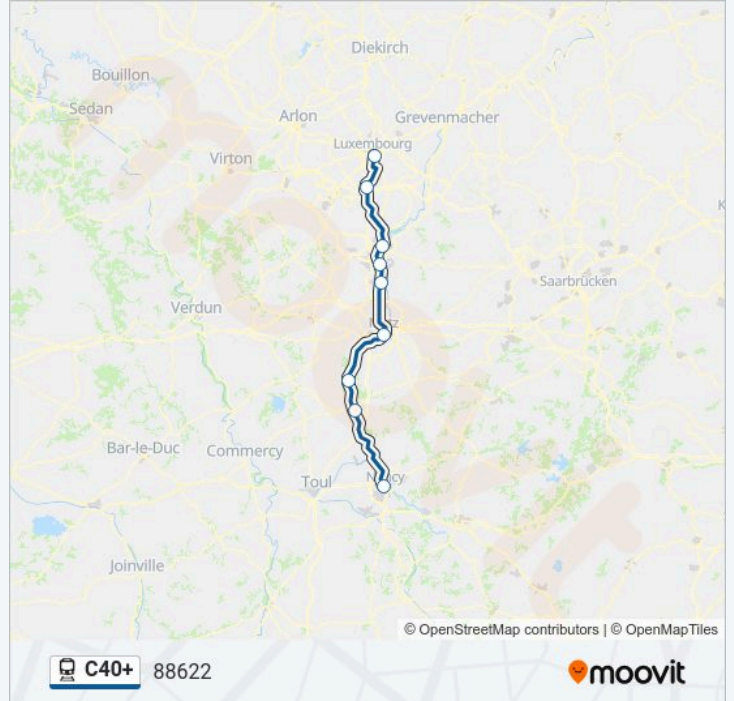 Diekirch
Bouillon
Sedan
Arlon
Grevenmacher
Luxembourg
Virton
Saarbrücken
Verdun
Bar-le-Duc
Commercy
Toul
Joinville
© OpenStreetMap contributors | © OpenMapTiles
C40+ 88622
moovit